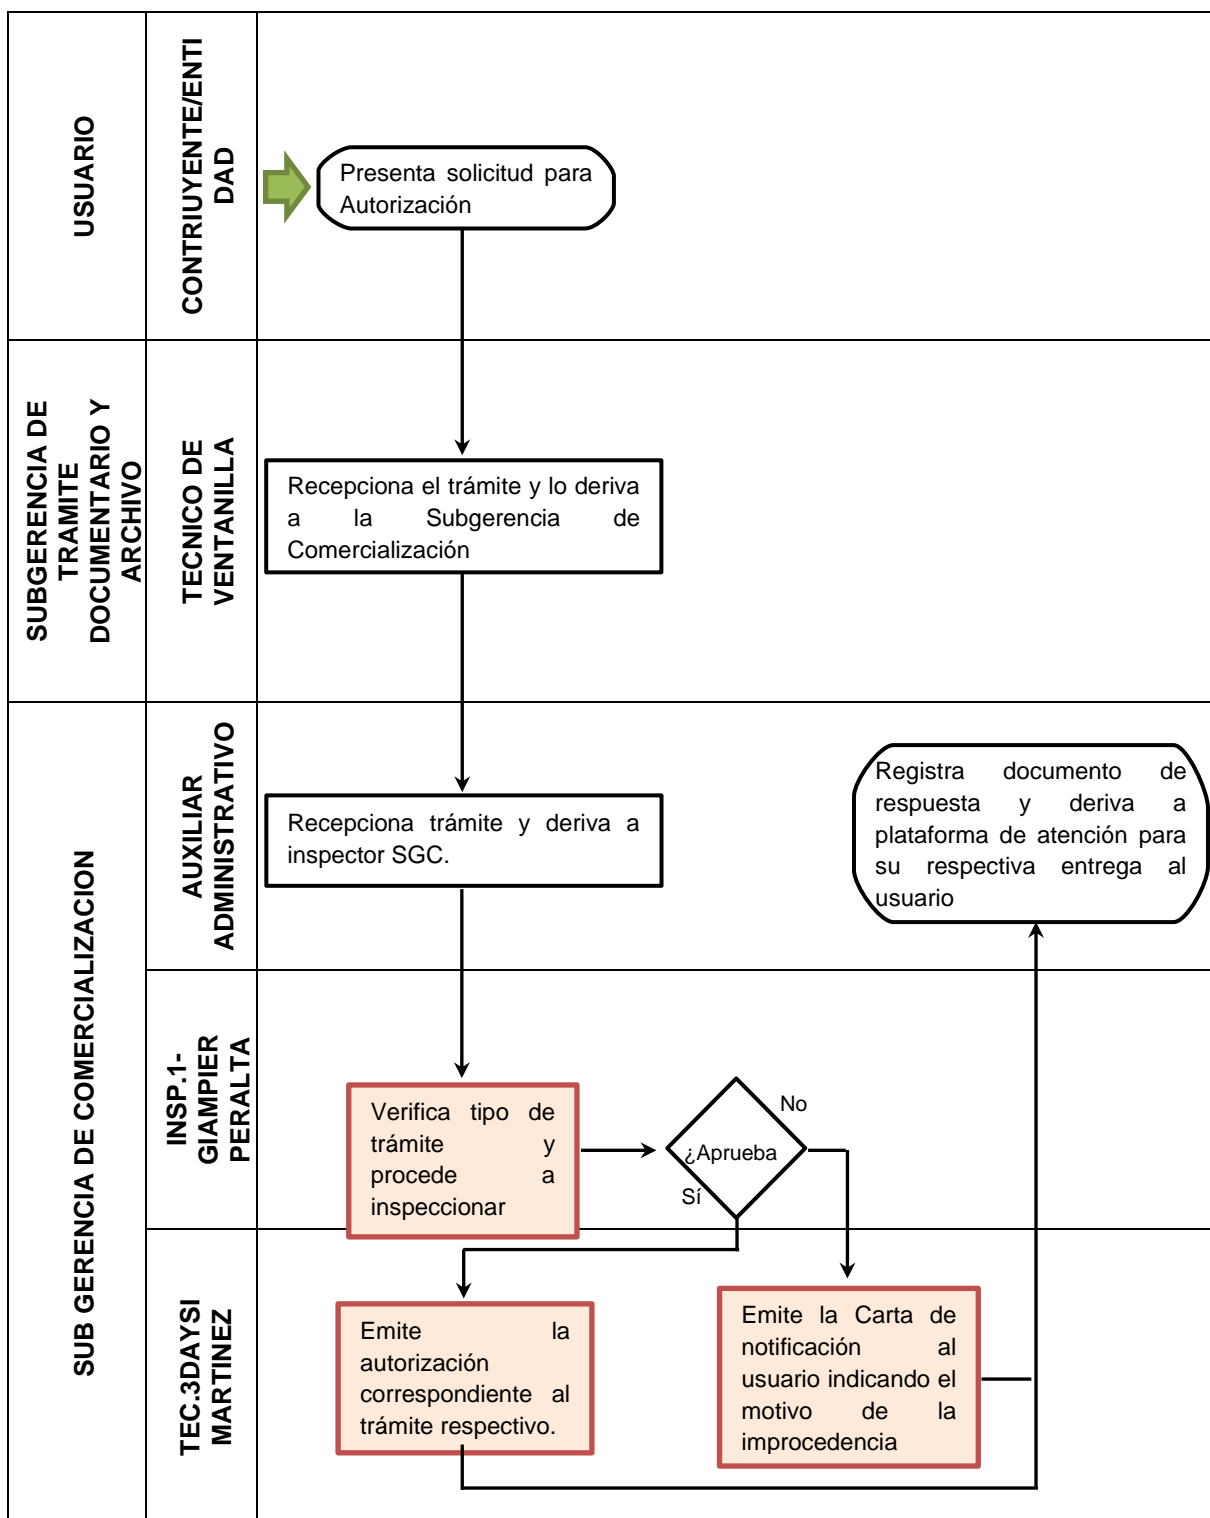 USUARIO
CONTRIUYENTE/ENTI
DAD
Presenta solicitud para
Autorización
SUBGERENCIA DE
TRAMITE
DOCUMENTARIO Y
ARCHIVO
TECNICO DE
VENTANILLA
Recepciona el trámite y lo deriva
a la Subgerencia de
Comercialización
SUB GERENCIA DE COMERCIALIZACION
AUXILIAR
ADMINISTRATIVO
Recepciona trámite y deriva a
inspector SGC.
Registra documento de
respuesta y deriva a
plataforma de atención para
su respectiva entrega al
usuario
INSP.1-
GIAMPIER
PERALTA
Verifica tipo de
trámite y
procede a
inspeccionar
¿Aprueba
No
Sí
TEC.3DAYSI
MARTINEZ
Emite la
autorización
correspondiente al
trámite respectivo.
Emite la Carta de
notificación al
usuario indicando el
motivo de la
improcedencia